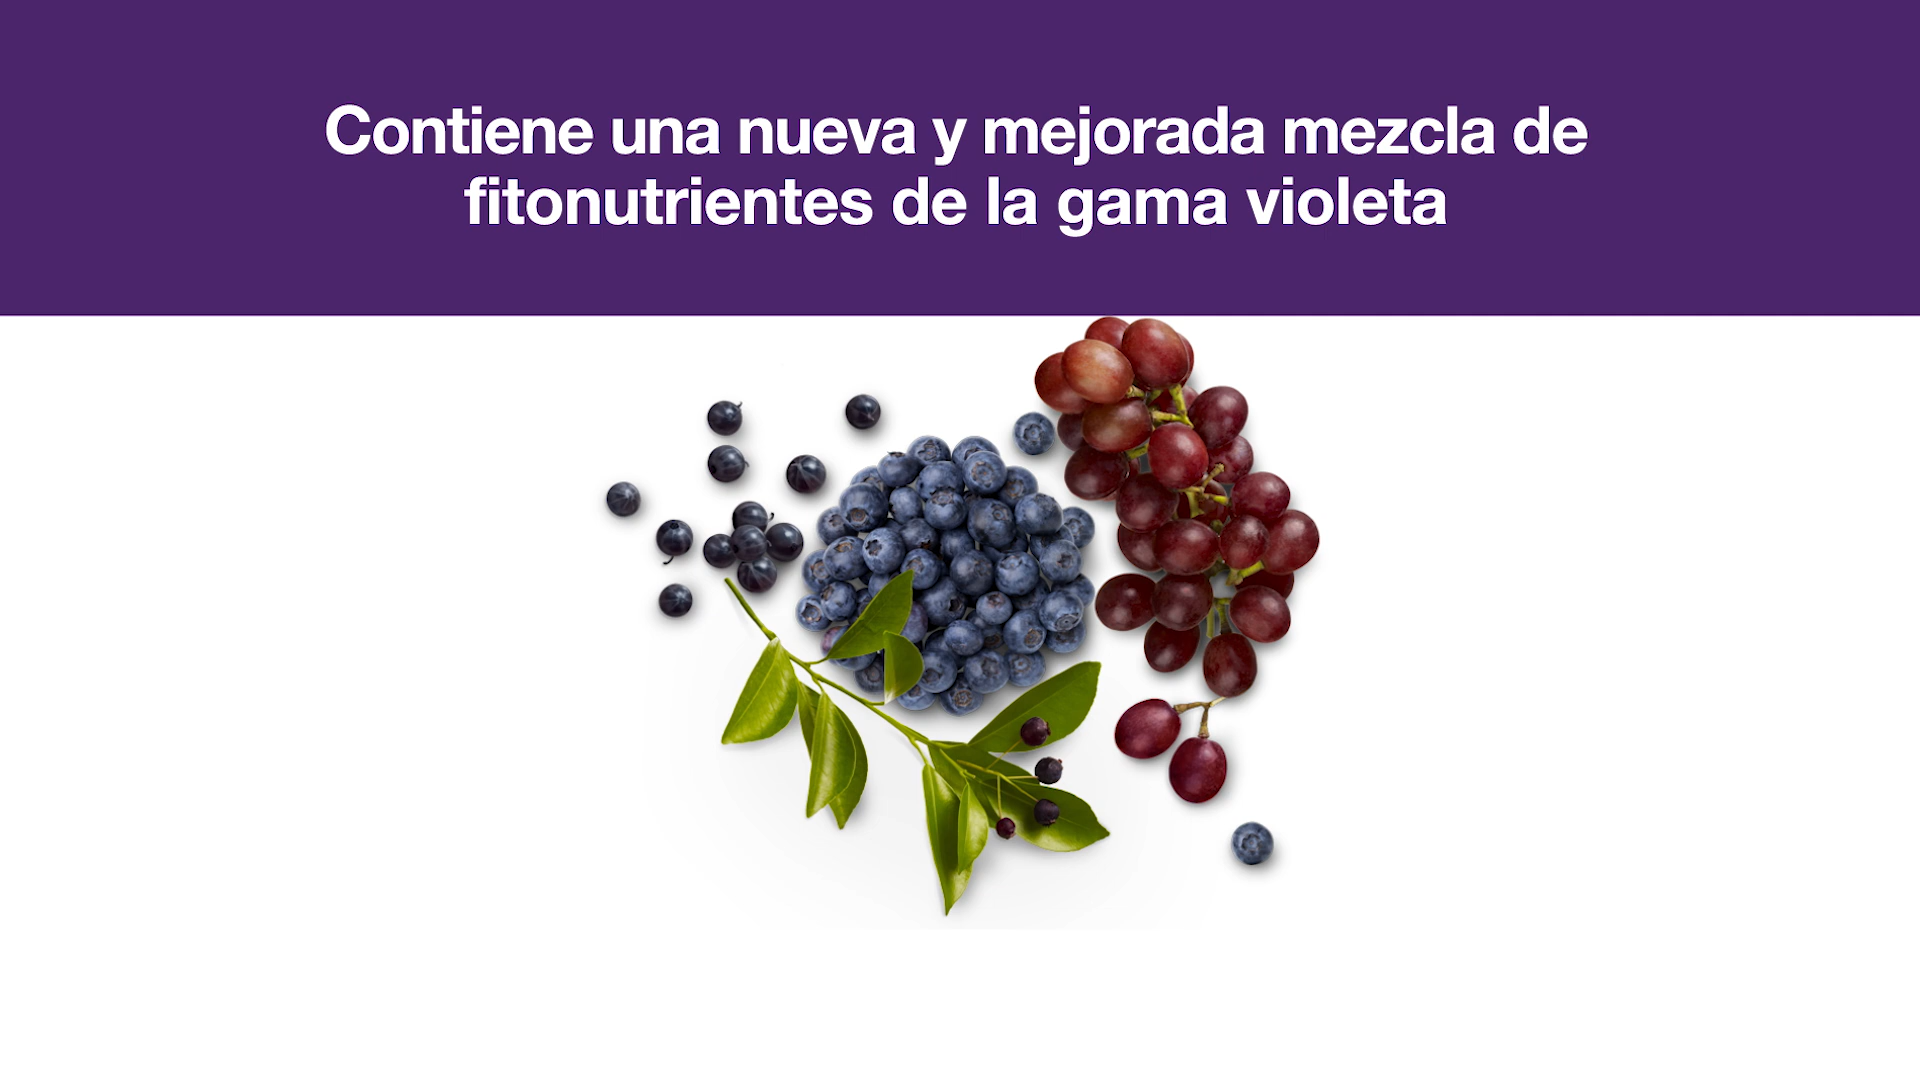 Contiene una nueva y mejorada mezcla de
fitonutrientes de la gama violeta